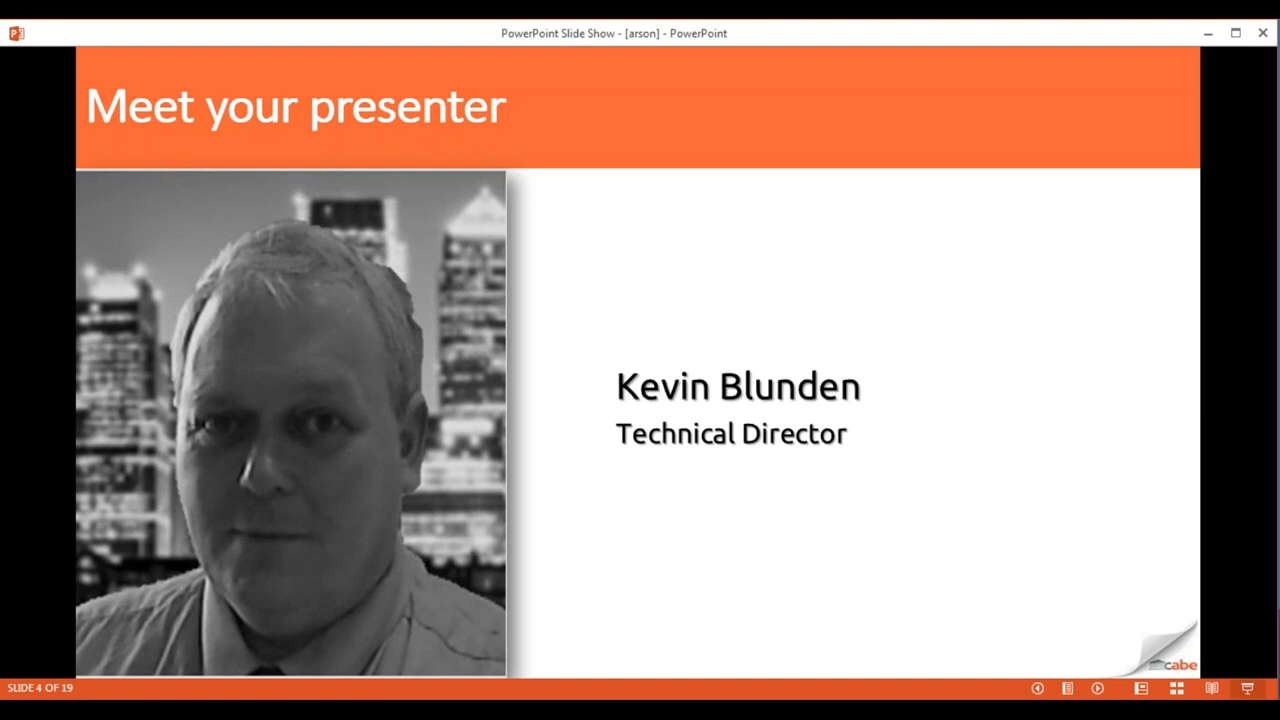 PowerPoint Slide Show - [arson] - PowerPoint
Meet your presenter
Kevin Blunden
Technical Director
cabe
SLIDE 4 OF 19